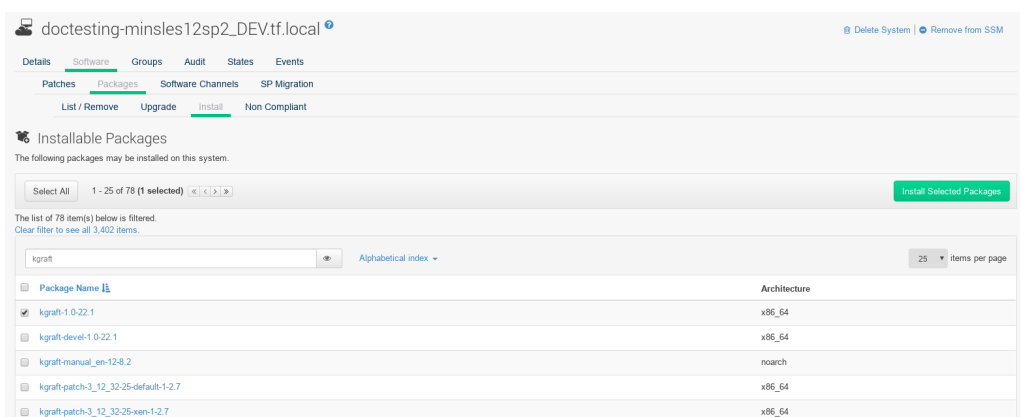 doctesting-minsles12sp2_DEV.tf.local ?
Delete System | Remove from SSM
Details Software Groups Audit States Events
Patches Packages Software Channels SP Migration
List / Remove Upgrade Install Non Compliant
Installable Packages
The following packages may be installed on this system.
Select All 1 - 25 of 78 (1 selected) « < > » Install Selected Packages
The list of 78 item(s) below is filtered.
Clear filter to see all 3,402 items.
kgraft Alphabetical index 25 items per page
Package Name Architecture
kgraft-1.0-22.1 x86_64
kgraft-devel-1.0-22.1 x86_64
kgraft-manual_en-12-8.2 noarch
kgraft-patch-3_12_32-25-default-1-2.7 x86_64
kgraft-patch-3_12_32-25-xen-1-2.7 x86_64